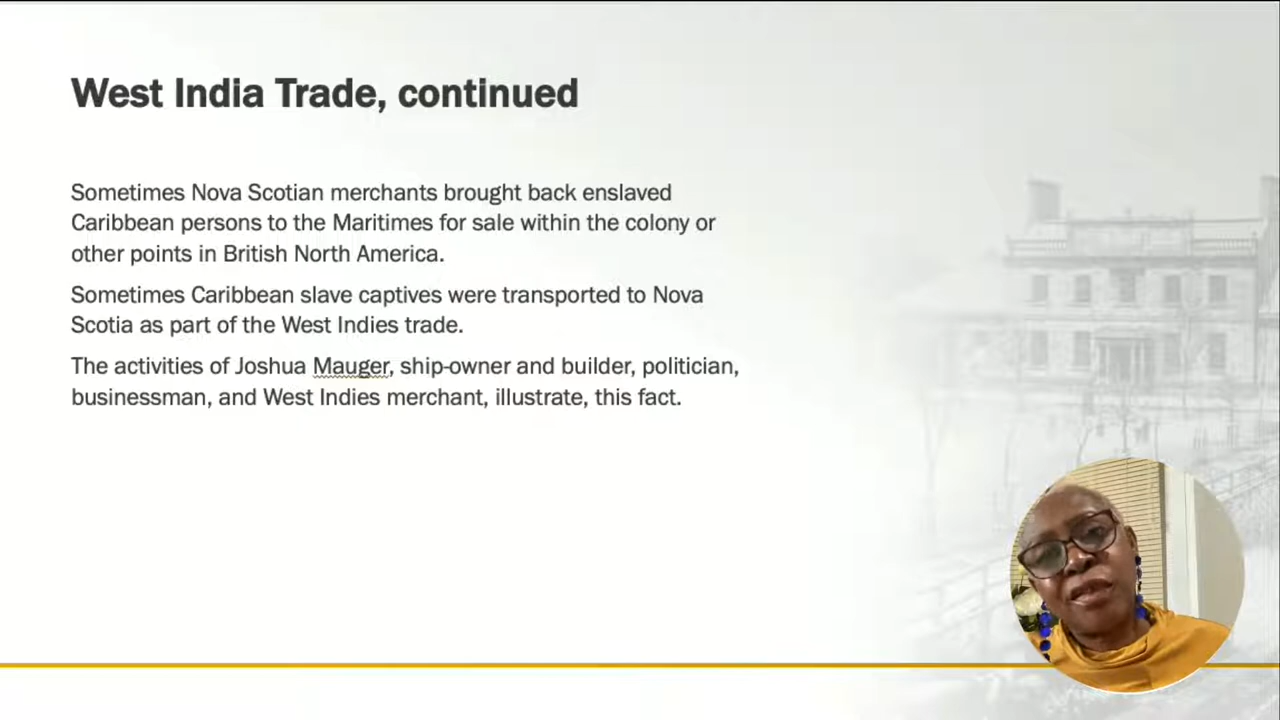 West India Trade, continued
Sometimes Nova Scotian merchants brought back enslaved
Caribbean persons to the Maritimes for sale within the colony or
other points in British North America.
Sometimes Caribbean slave captives were transported to Nova
Scotia as part of the West Indies trade.
The activities of Joshua Mauger, ship-owner and builder, politician,
businessman, and West Indies merchant, illustrate, this fact.